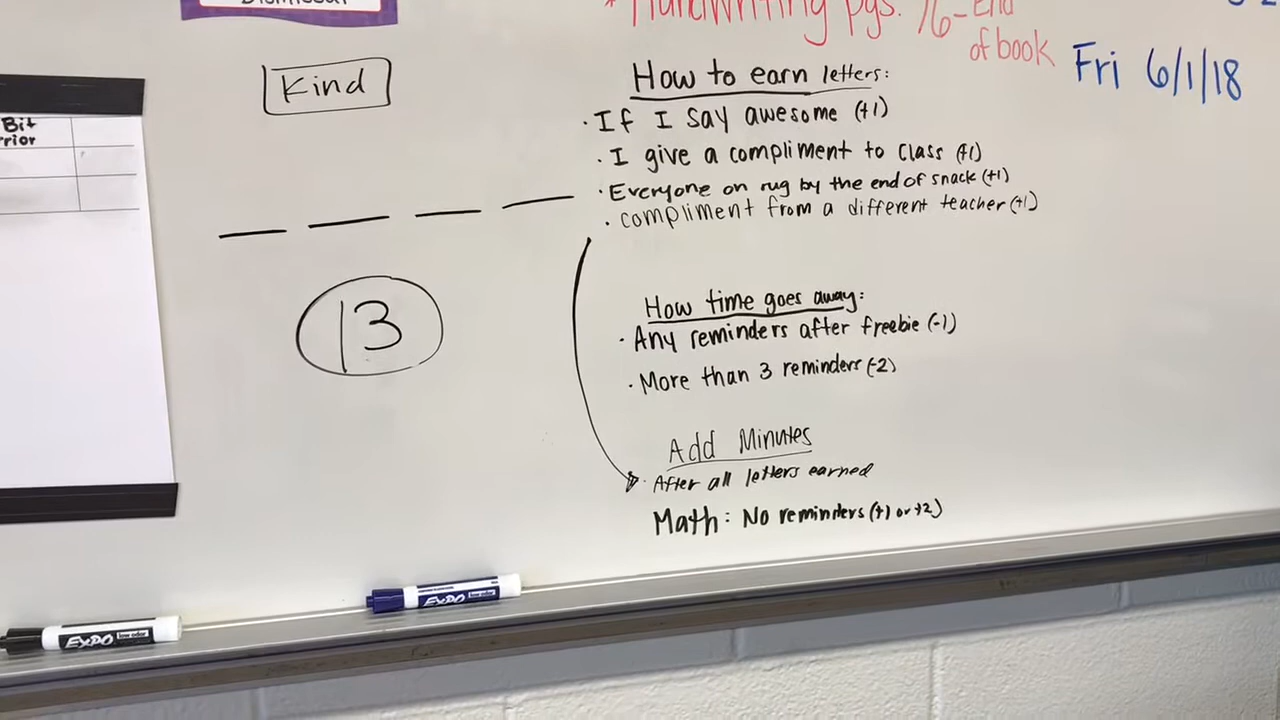 Dismissal
*Handwriting pgs. 76-End
of book
Fri 6/1/18
Kind
Bit
How to earn letters:
· If I say awesome (+1)
· I give a compliment to class (+1)
· Everyone on rug by the end of snack (+1)
· compliment from a different teacher (+1)
13
How time goes away:
· Any reminders after freebie (-1)
· More than 3 reminders (-2)
Add Minutes
· After all letters earned
Math: No reminders (+1 or +2)
EXPO
EXPO low odor